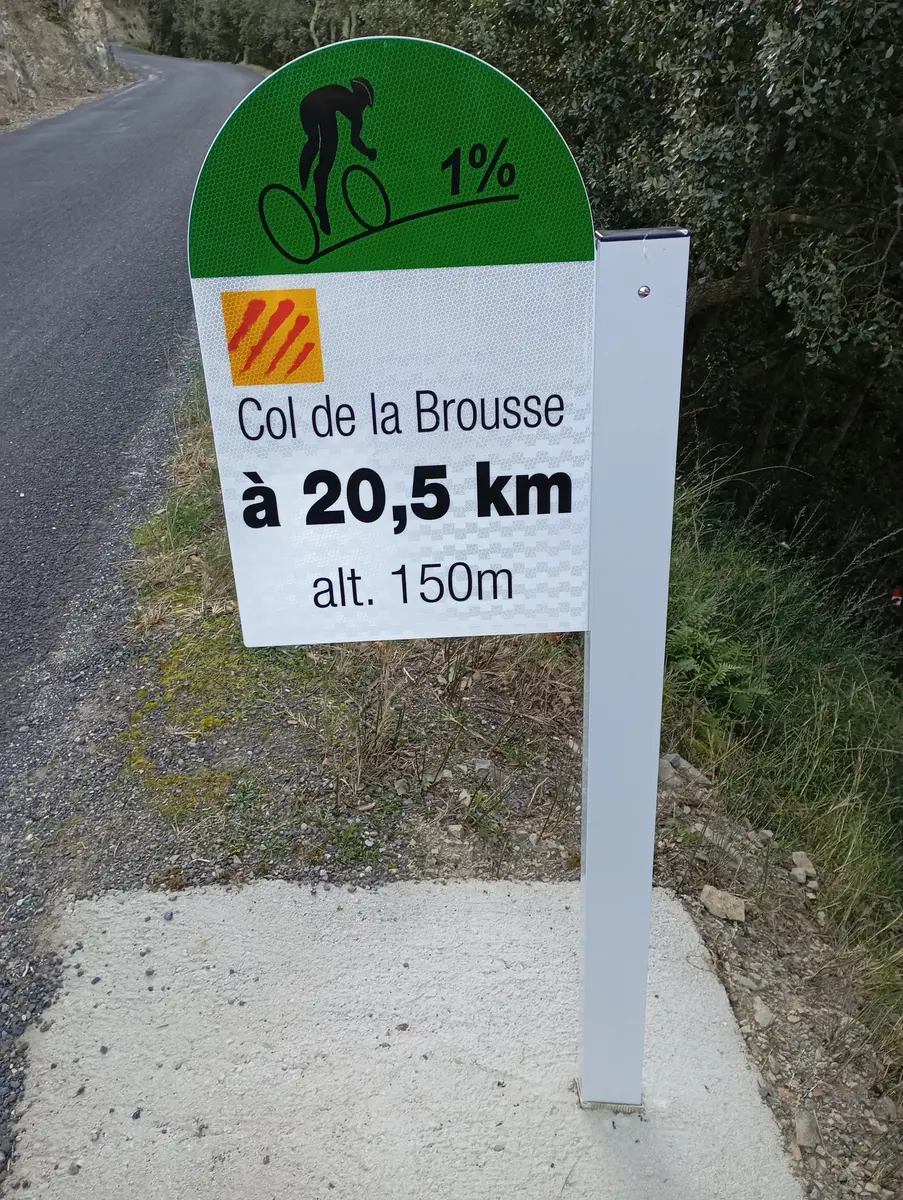 1%
Col de la Brousse
à 20,5 km
alt. 150m